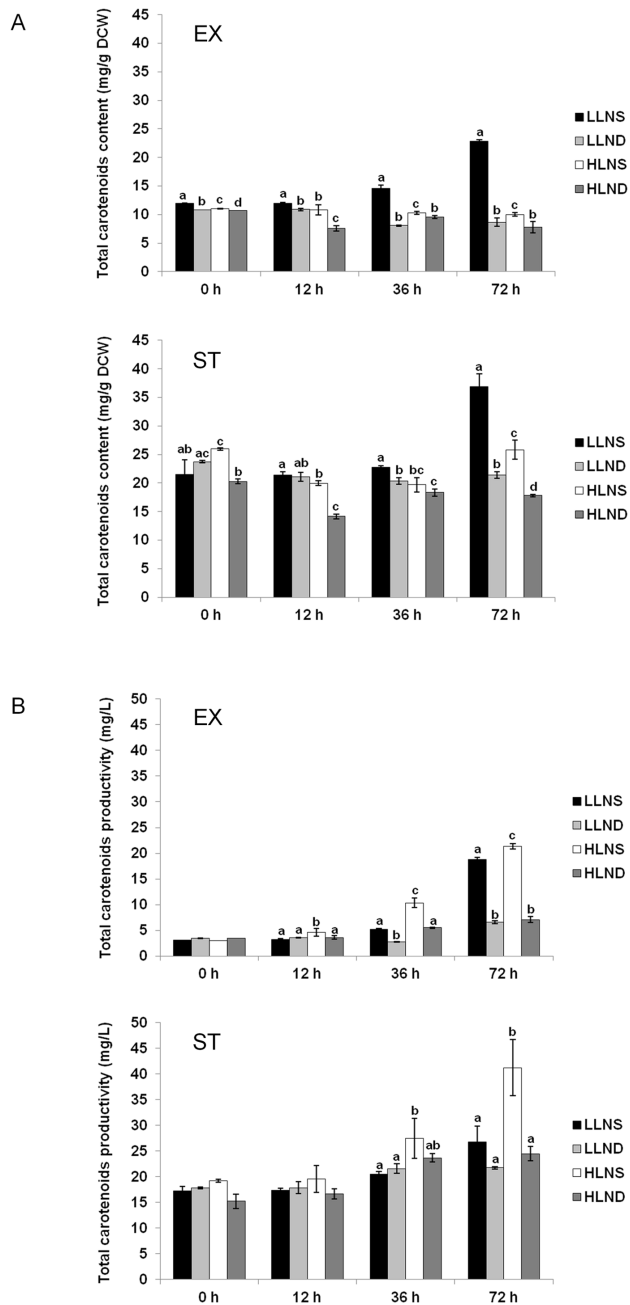 A
EX
Total carotenoids content (mg/g DCW)
45
40
35
30
25
20
15
10
5
0
a b c d
a b b c
a b c b
a b c b
0 h 12 h 36 h 72 h
LLNS
LLND
HLNS
HLND
ST
Total carotenoids content (mg/g DCW)
45
40
35
30
25
20
15
10
5
0
ab ac c b
a ab b c
a b bc c
a b c d
0 h 12 h 36 h 72 h
LLNS
LLND
HLNS
HLND
B
EX
Total carotenoids productivity (mg/L)
50
45
40
35
30
25
20
15
10
5
0
a a b a
a b c a
a b c b
0 h 12 h 36 h 72 h
LLNS
LLND
HLNS
HLND
ST
Total carotenoids productivity (mg/L)
50
45
40
35
30
25
20
15
10
5
0
a a b ab
a a b a
0 h 12 h 36 h 72 h
LLNS
LLND
HLNS
HLND